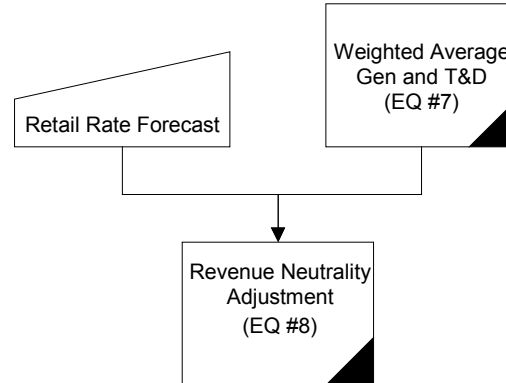 Retail Rate Forecast
Weighted Average
Gen and T&D
(EQ #7)
Revenue Neutrality
Adjustment
(EQ #8)